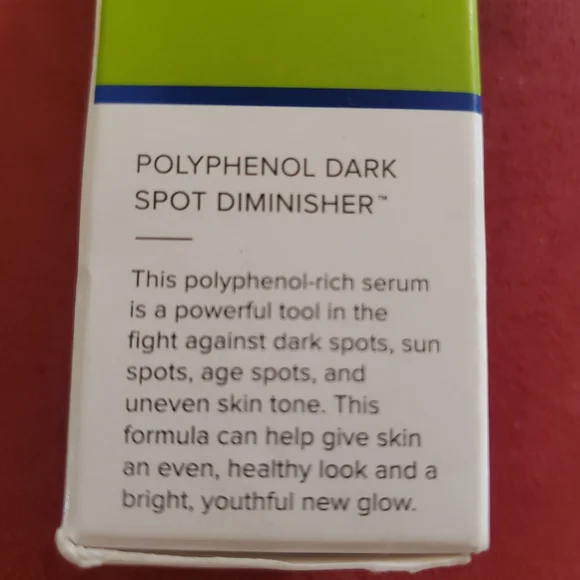 POLYPHENOL DARK
SPOT DIMINISHER™
This polyphenol-rich serum
is a powerful tool in the
fight against dark spots, sun
spots, age spots, and
uneven skin tone. This
formula can help give skin
an even, healthy look and a
bright, youthful new glow.